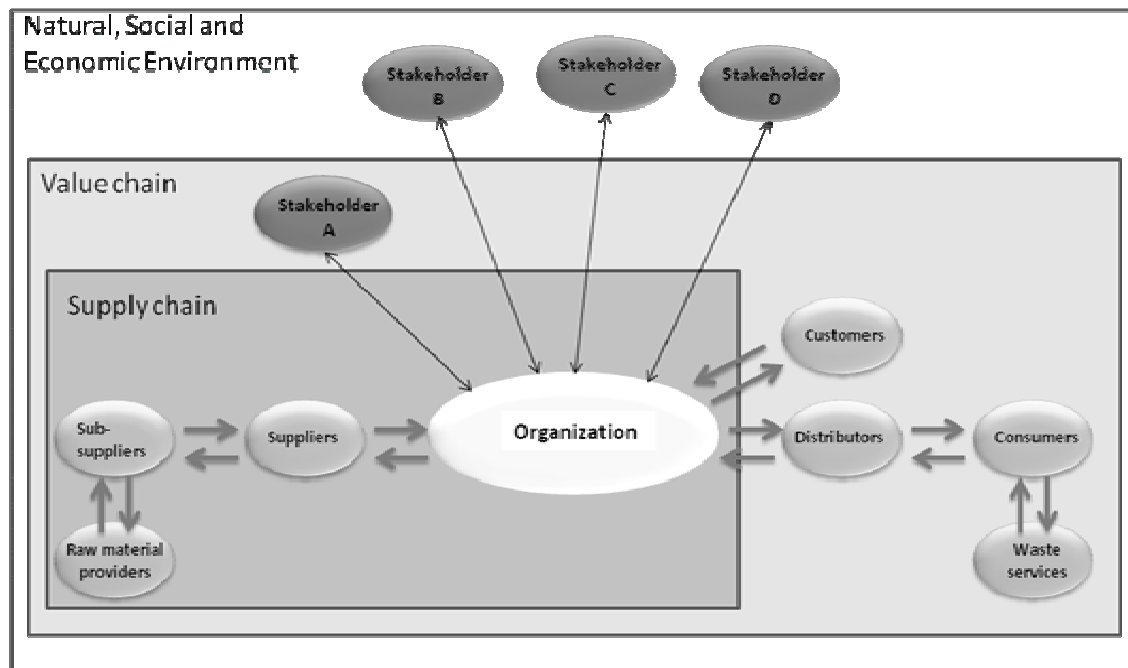 Natural, Social and
Economic Environment
Stakeholder
B
Stakeholder
C
Stakeholder
D
Value chain
Stakeholder
A
Supply chain
Customers
Sub-
suppliers
Suppliers
Organization
Distributors
Consumers
Raw material
providers
Waste
services